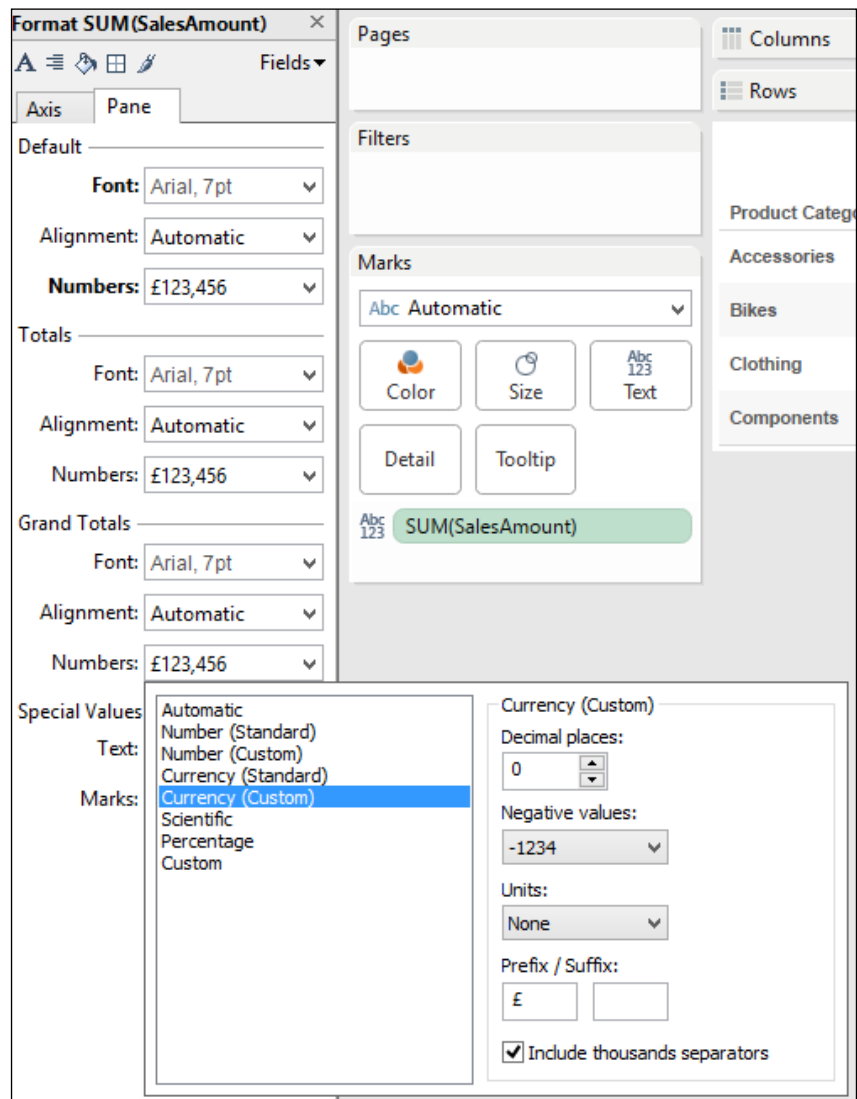 Format SUM(SalesAmount)
Fields
Axis
Pane
Default
Font: Arial, 7pt
Alignment: Automatic
Numbers: £123,456
Totals
Font: Arial, 7pt
Alignment: Automatic
Numbers: £123,456
Grand Totals
Font: Arial, 7pt
Alignment: Automatic
Numbers: £123,456
Special Values
Text:
Marks:
Automatic
Number (Standard)
Number (Custom)
Currency (Standard)
Currency (Custom)
Scientific
Percentage
Custom
Currency (Custom)
Decimal places:
0
Negative values:
-1234
Units:
None
Prefix / Suffix:
£
Include thousands separators
Pages
Filters
Marks
Abc Automatic
Color
Size
Abc
123
Text
Detail
Tooltip
Abc
123
SUM(SalesAmount)
Columns
Rows
Product Catego
Accessories
Bikes
Clothing
Components